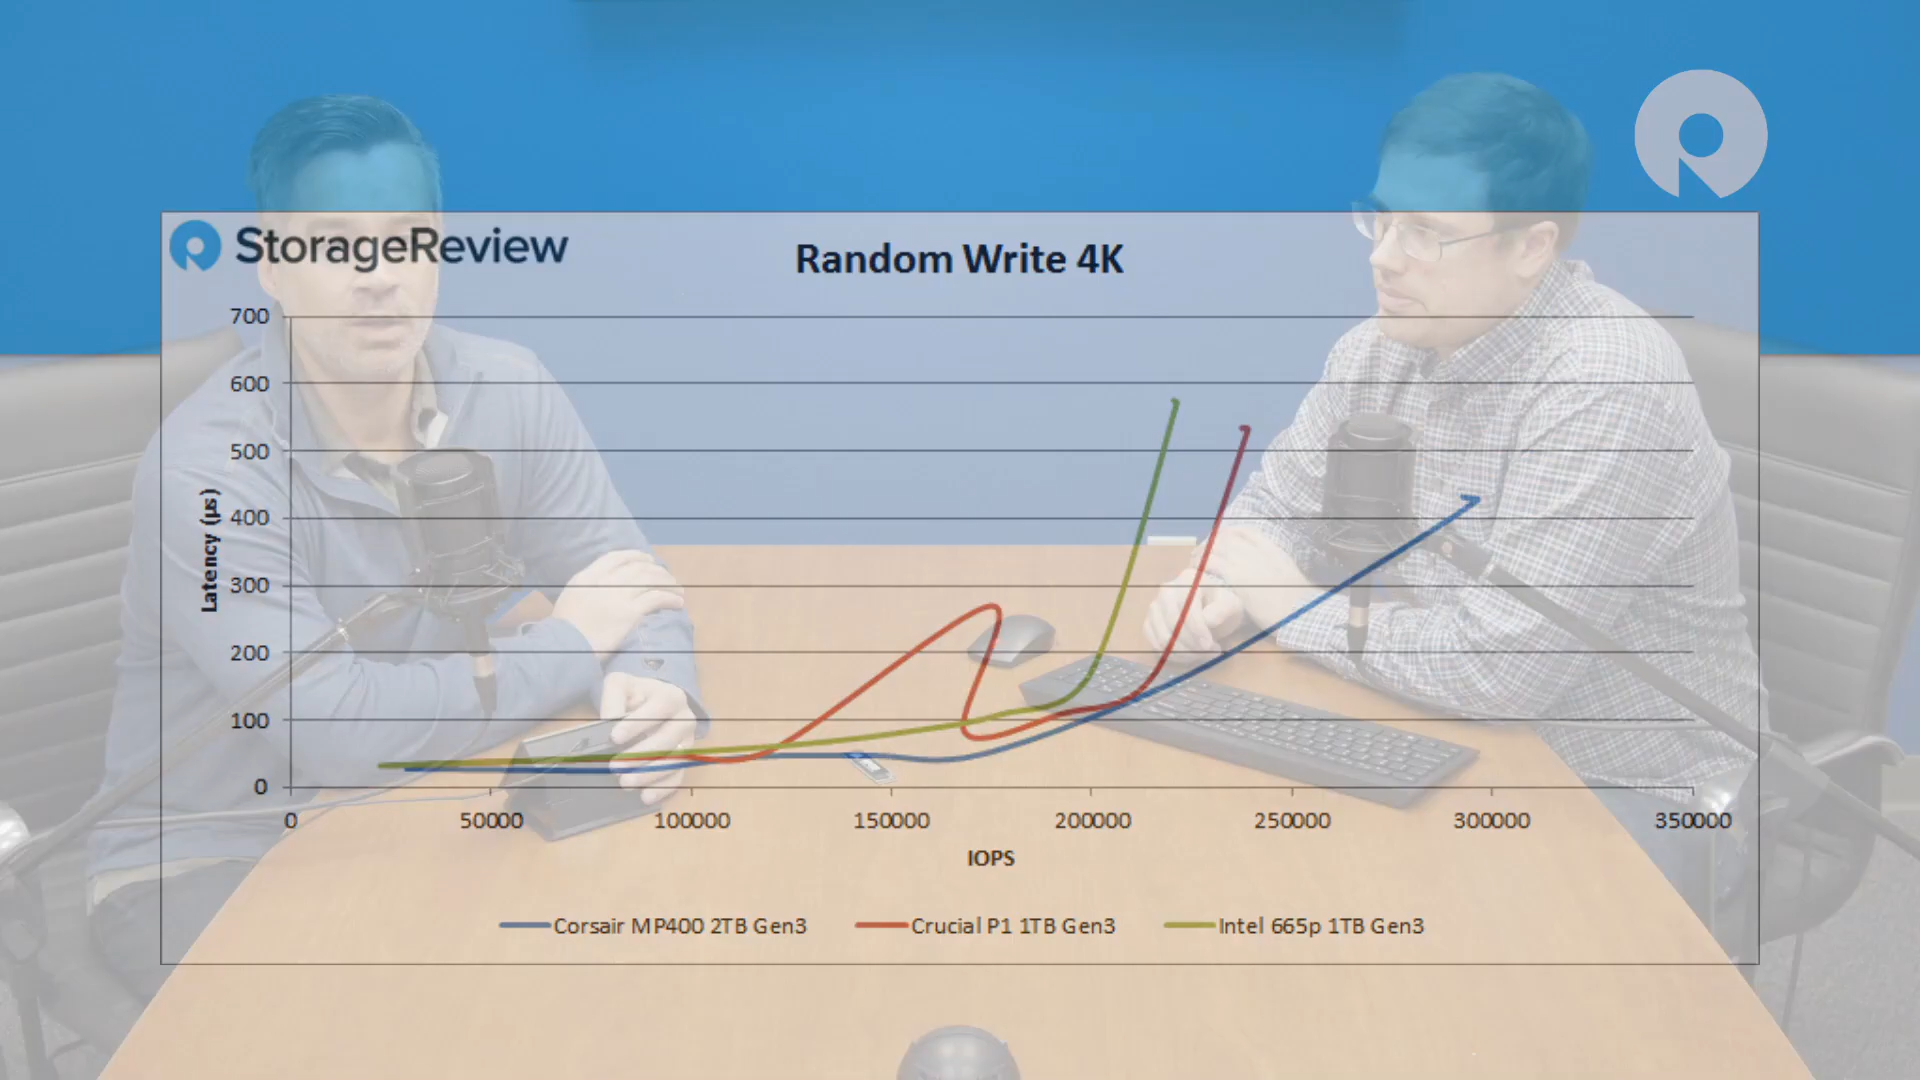 StorageReview
Random Write 4K
700
600
500
400
300
200
100
0
Latency (µs)
0 50000 100000 150000 200000 250000 300000 350000
IOPS
Corsair MP400 2TB Gen3 Crucial P1 1TB Gen3 Intel 665p 1TB Gen3